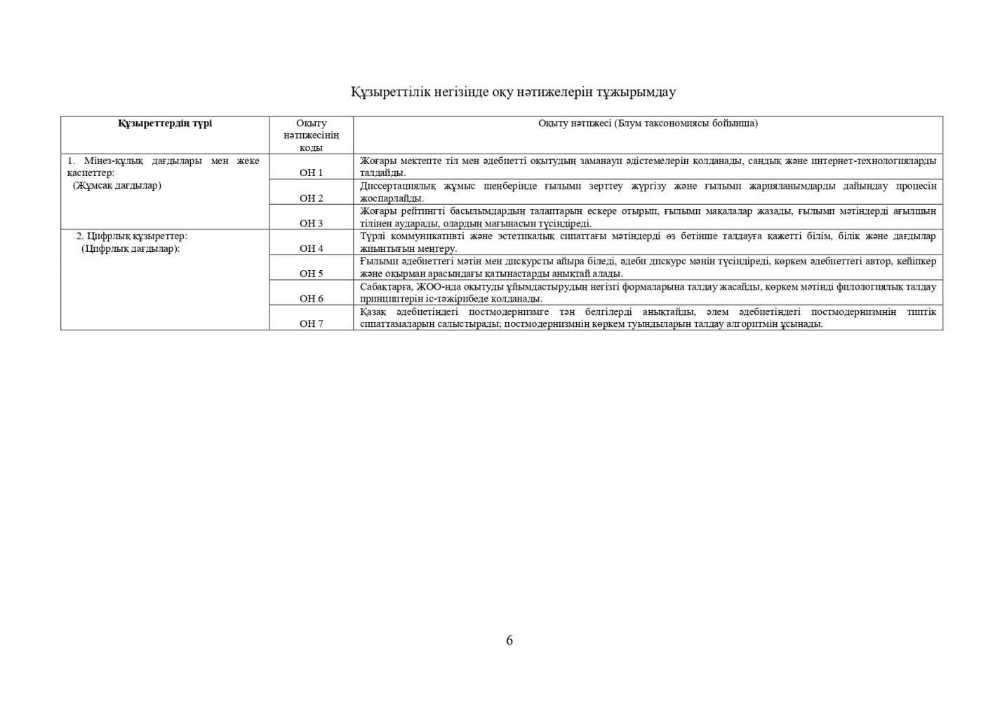 Құзыреттілік негізінде оқу нәтижелерін тұжырымдау
Құзыреттердің түрі
Оқыту
нәтижесінің
коды
Оқыту нәтижесі (Блум таксономиясы бойынша)
1. Мінез-құлық дағдылары мен жеке
қасиеттер:
(Жұмсақ дағдылар)
ОН 1
Жоғары мектепте тіл мен әдебиетті оқытудың заманауи әдістемелерін қолданады, сандық және интернет-технологияларды
талдайды.
ОН 2
Диссертациялық жұмыс шеңберінде ғылыми зерттеу жүргізу және ғылыми жарияланымдарды дайындау процесін
жоспарлайды.
ОН 3
Жоғары рейтингті басылымдардың талаптарын ескере отырып, ғылыми мақалалар жазады, ғылыми мәтіндерді ағылшын
тілінен аударады, олардың мағынасын түсіндіреді.
2. Цифрлық құзыреттер:
(Цифрлық дағдылар):
ОН 4
Түрлі коммуникативті және эстетикалық сипаттағы мәтіндерді өз бетінше талдауға қажетті білім, білік және дағдылар
жиынтығын меңгеру.
ОН 5
Ғылыми әдебиеттегі мәтін мен дискурсты айыра біледі, әдеби дискурс мәнін түсіндіреді, көркем әдебиеттегі автор, кейіпкер
және оқырман арасындағы қатынастарды анықтай алады.
ОН 6
Сабақтарға, ЖОО-нда оқытуды ұйымдастырудың негізгі формаларына талдау жасайды, көркем мәтінді филологиялық талдау
принциптерін іс-тәжірибеде қолданады.
ОН 7
Қазақ әдебиетіндегі постмодернизмге тән белгілерді анықтайды, әлем әдебиетіндегі постмодернизмнің типтік
сипаттамаларын салыстырады; постмодернизмнің көркем туындыларын талдау алгоритмін ұсынады.
6